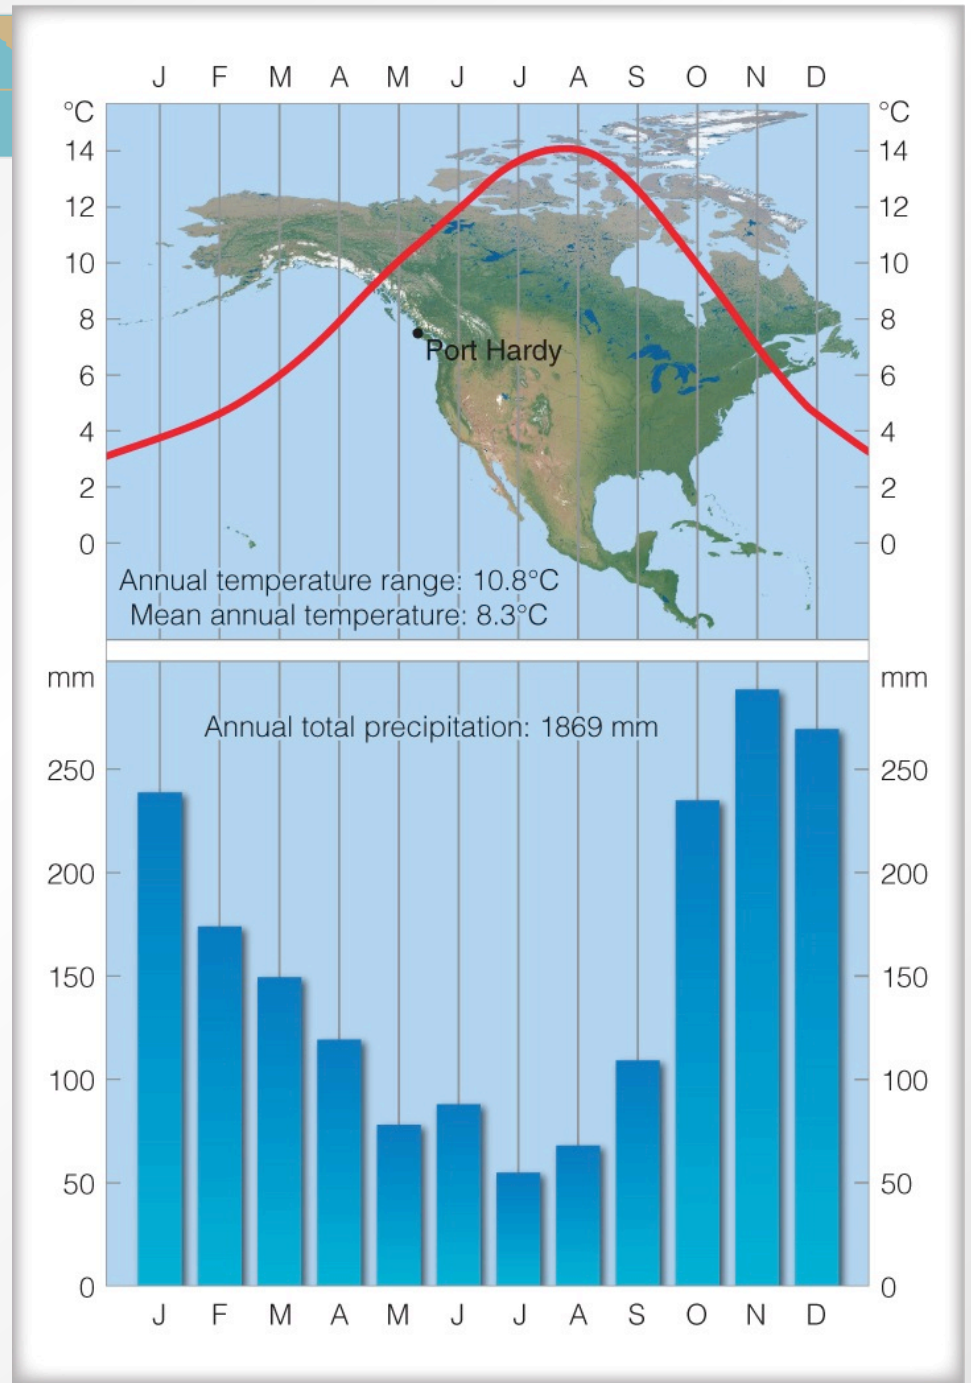 J F M A M J J A S O N D
°C °C
14 14
12 12
10 10
8 8
Port Hardy
6 6
4 4
2 2
0 0
Annual temperature range: 10.8°C
Mean annual temperature: 8.3°C
mm mm
Annual total precipitation: 1869 mm
250 250
200 200
150 150
100 100
50 50
0 0
J F M A M J J A S O N D